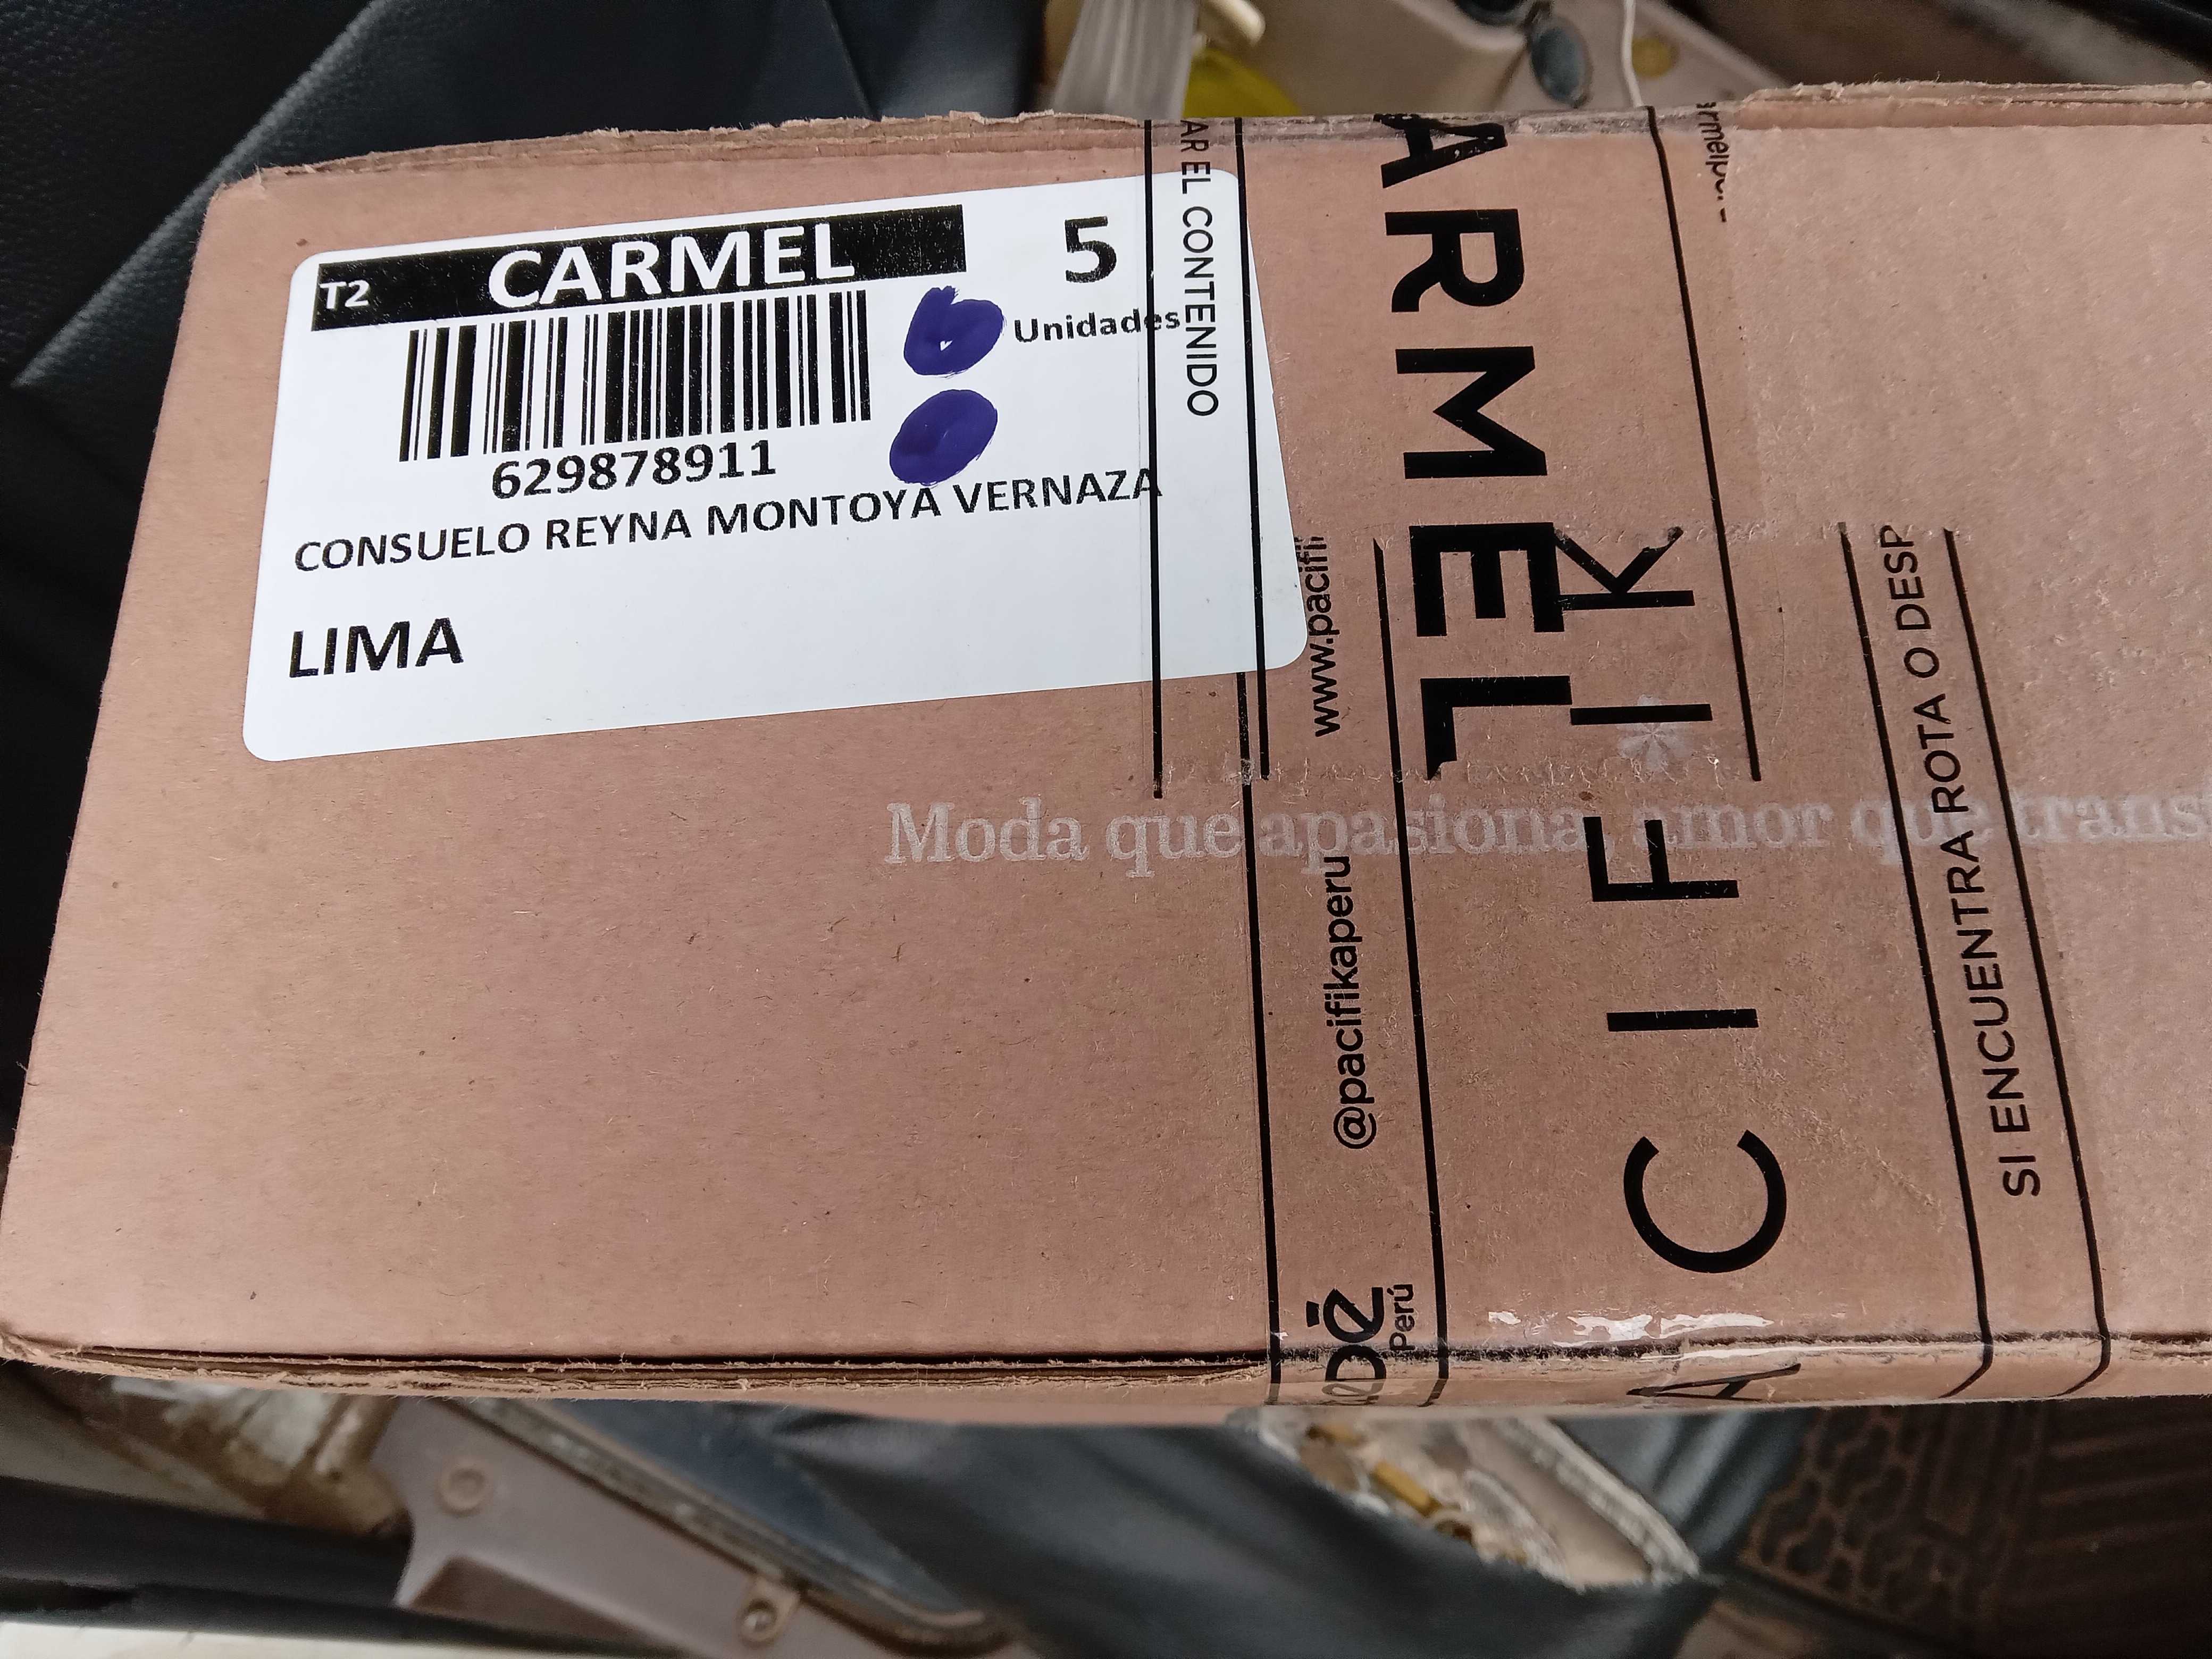 T2 CARMEL
5
Unidades
629878911
CONSUELO REYNA MONTOYA VERNAZA
LIMA
AR EL CONTENIDO
ARMEL
www.pacifi
@pacifikaperu
Perú
ACIFIK
SI ENCUENTRA ROTA O DESP
Moda que apasiona, amor que trans